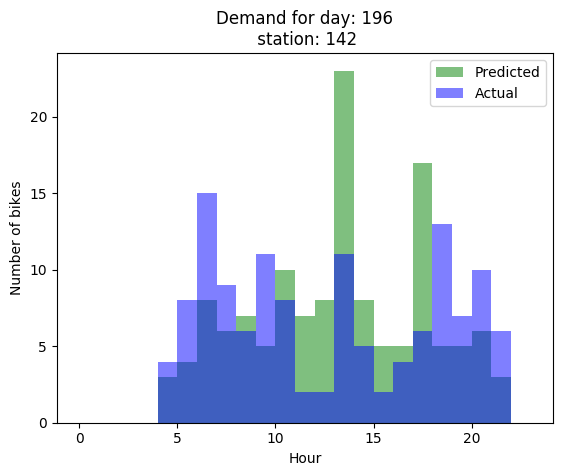 Demand for day: 196
station: 142
Predicted
Actual
Number of bikes
20
15
10
5
0
0
5
10
15
20
Hour